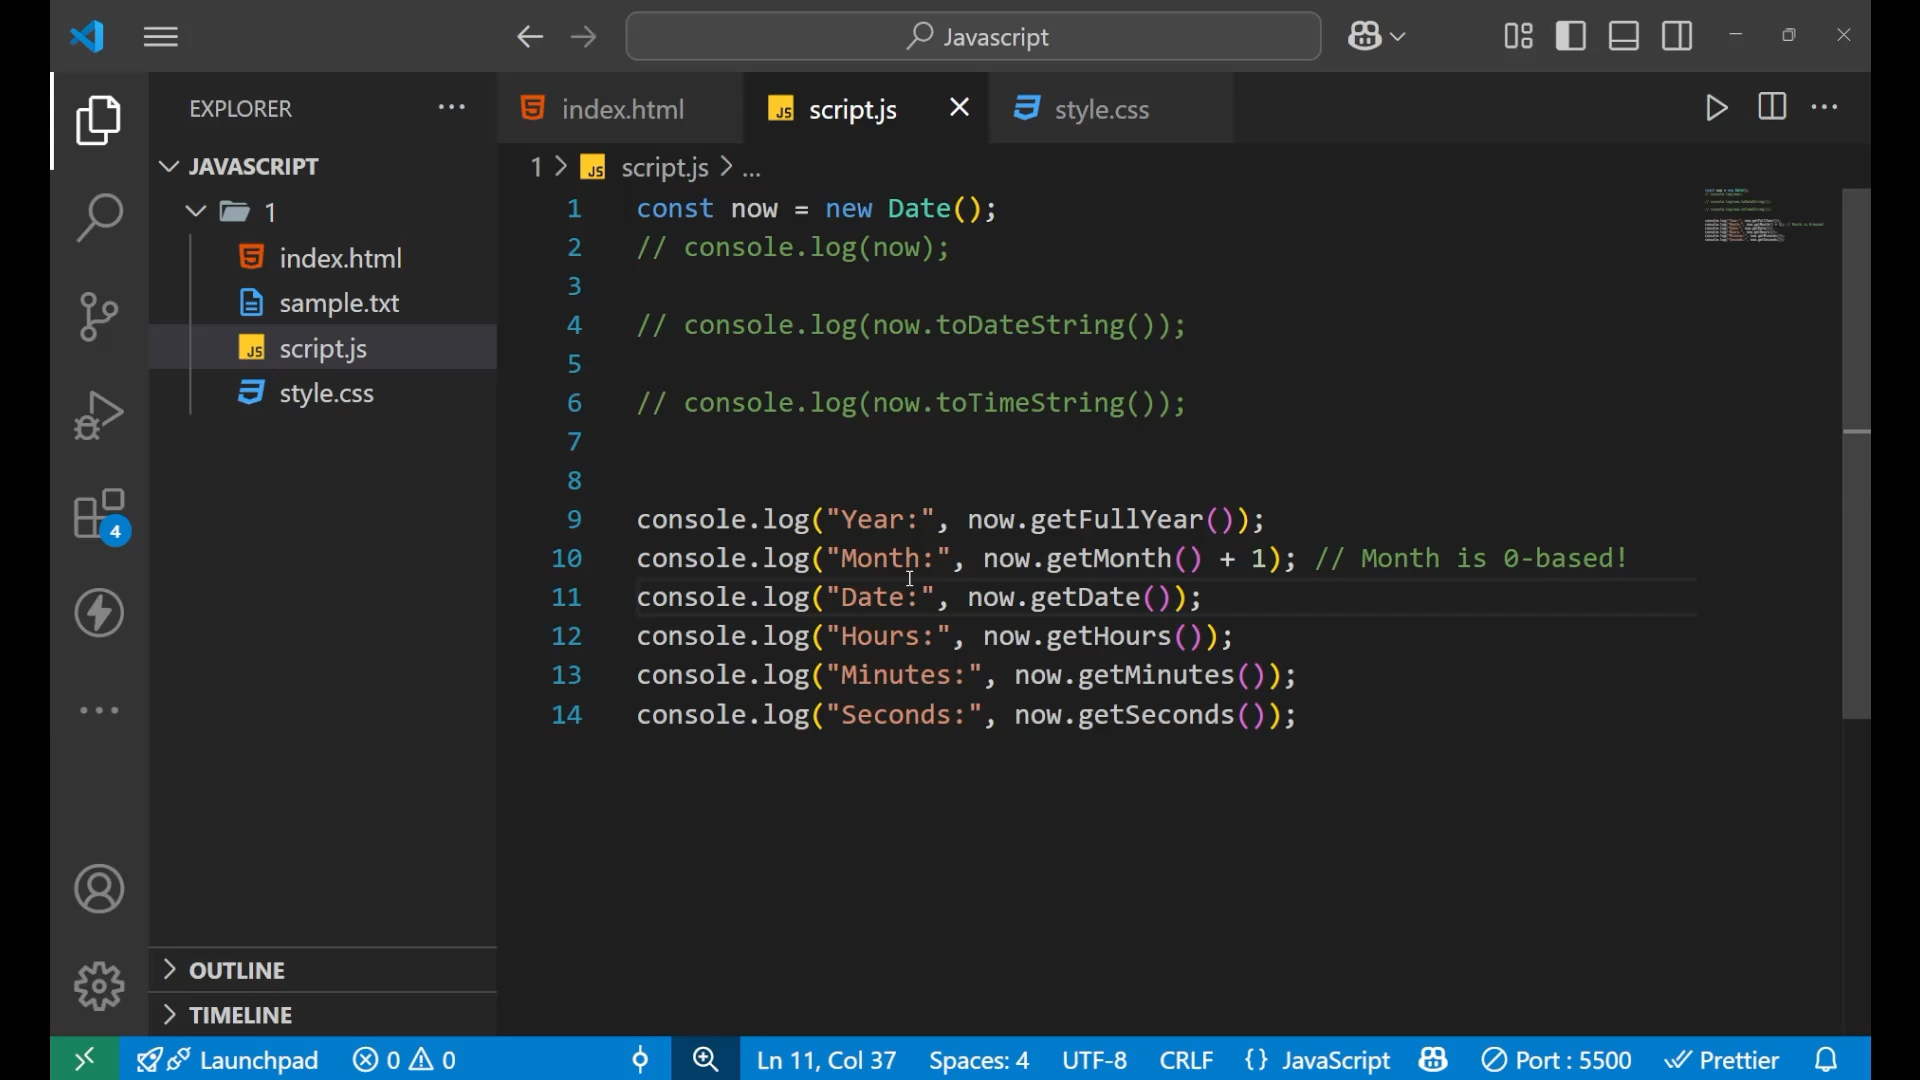 Javascript
EXPLORER
JAVASCRIPT
1
index.html
sample.txt
script.js
style.css
OUTLINE
TIMELINE
4
index.html
script.js
style.css
1 > script.js > ...
1 const now = new Date();
2 // console.log(now);
3
4 // console.log(now.toDateString());
5
6 // console.log(now.toTimeString());
7
8
9 console.log("Year:", now.getFullYear());
10 console.log("Month:", now.getMonth() + 1); // Month is 0-based!
11 console.log("Date:", now.getDate());
12 console.log("Hours:", now.getHours());
13 console.log("Minutes:", now.getMinutes());
14 console.log("Seconds:", now.getSeconds());
Launchpad 0 0 Ln 11, Col 37 Spaces: 4 UTF-8 CRLF {} JavaScript Port : 5500 Prettier